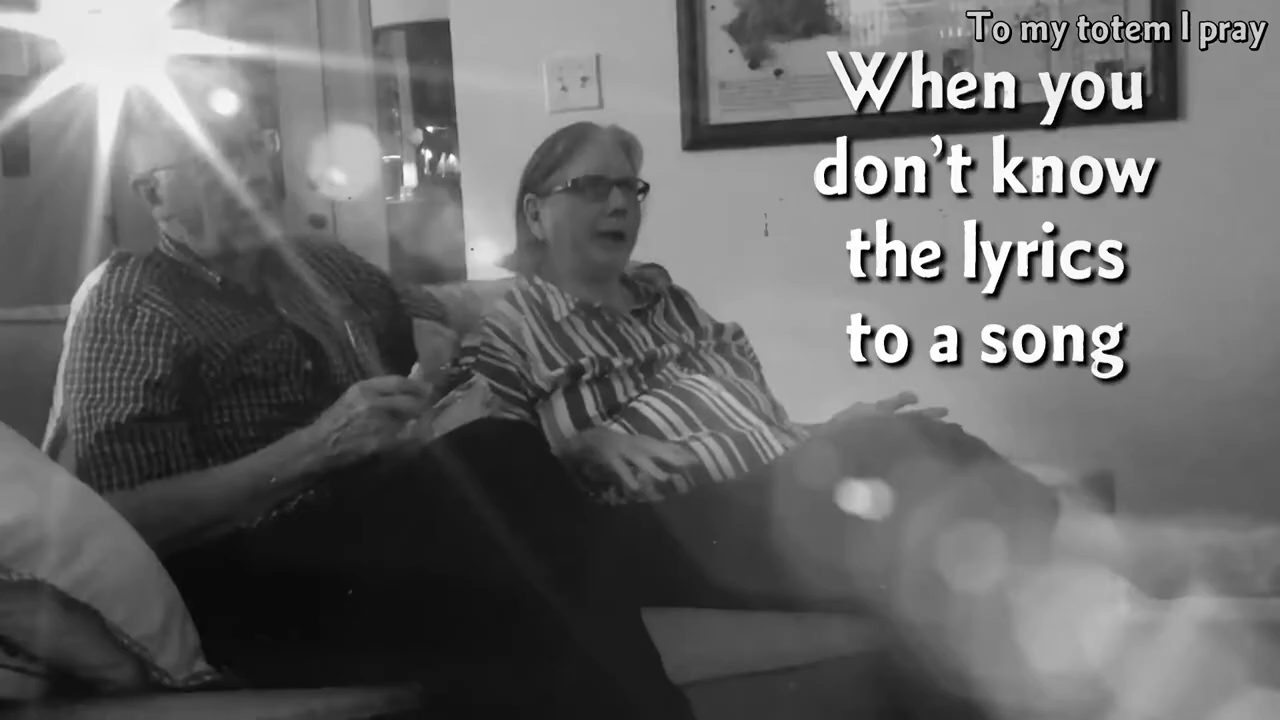 To my totem I pray
When you
don't know
the lyrics
to a song